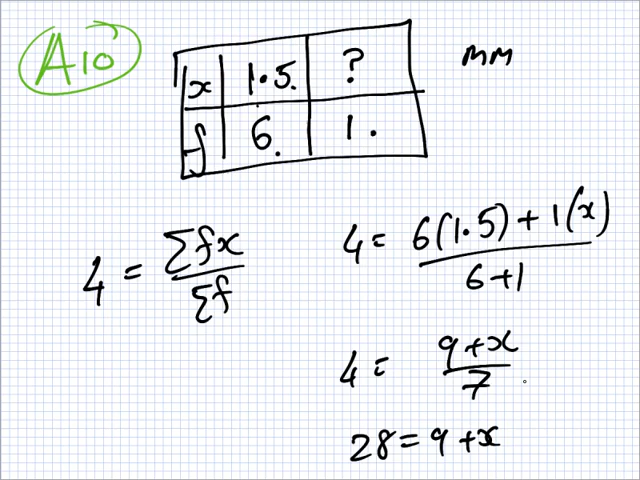 A10
x 1.5 ? MM
f 6 1
4 = Σfx / Σf
4 = 6(1.5) + 1(x) / 6+1
4 = 9+x / 7
28 = 9 + x